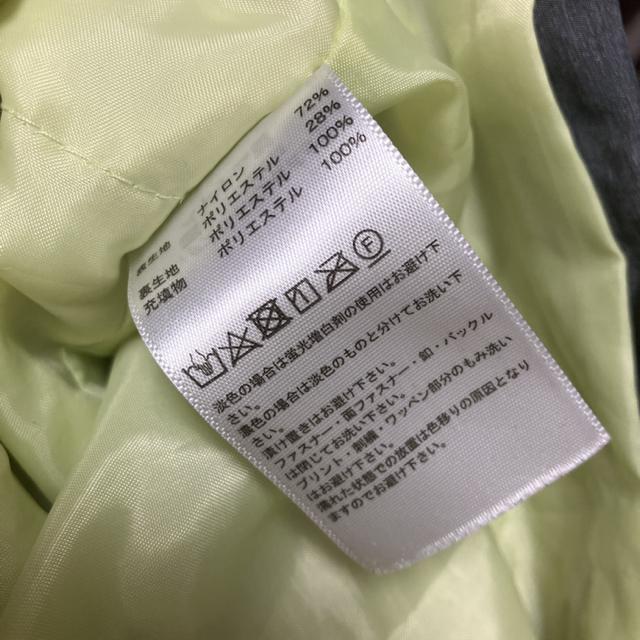 表生地 ナイロン 72%
ポリエステル 28%
裏生地 ポリエステル 100%
充填物 ポリエステル 100%
F
淡色の場合は蛍光増白剤の使用はお避け下
さい。
濃色の場合は淡色のものと分けてお洗い下
さい。
漬け置きはお避け下さい。
ファスナー・面ファスナー・釦・バックル
は閉じてお洗い下さい。
プリント・刺繍・ワッペン部分のもみ洗い
はお避け下さい。
濡れた状態での放置は色移りの原因となり
ますのでお避け下さい。